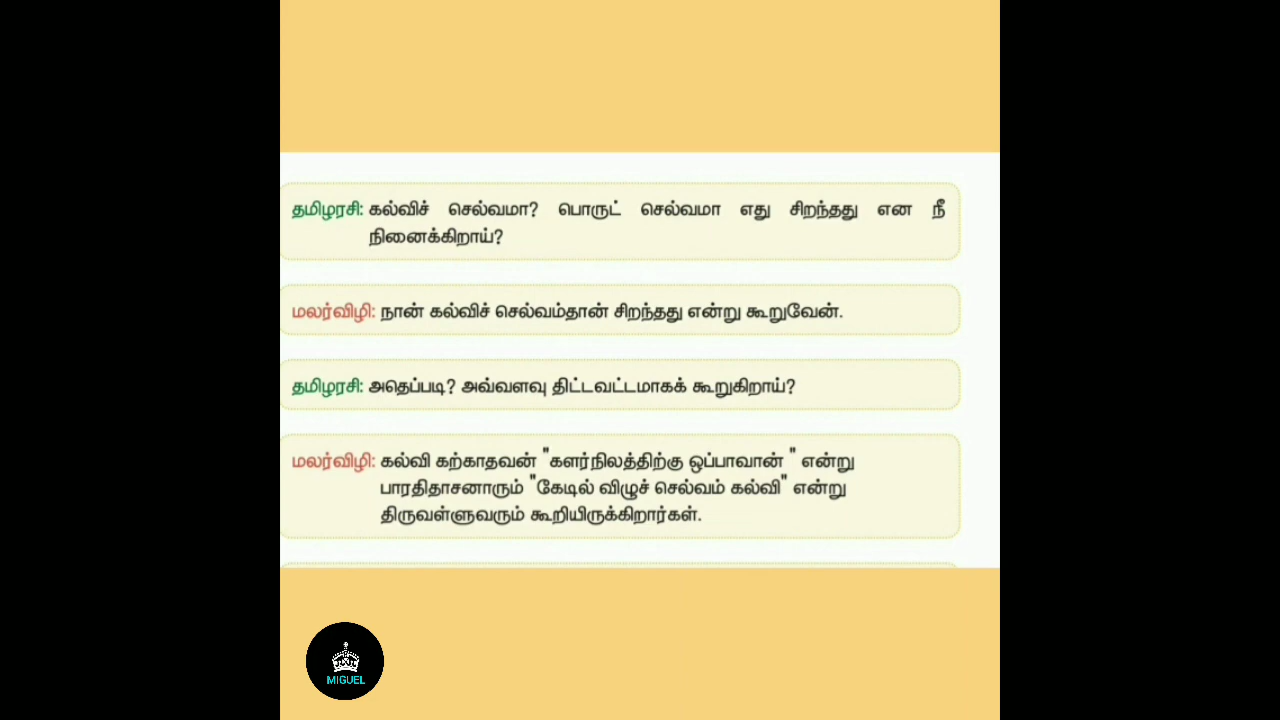 தமிழரசி: கல்விச் செல்வமா? பொருட் செல்வமா எது சிறந்தது என நீ
நினைக்கிறாய்?
மலர்விழி: நான் கல்விச் செல்வம்தான் சிறந்தது என்று கூறுவேன்.
தமிழரசி: அதெப்படி? அவ்வளவு திட்டவட்டமாகக் கூறுகிறாய்?
மலர்விழி: கல்வி கற்காதவன் "களர்நிலத்திற்கு ஒப்பாவான் " என்று
பாரதிதாசனாரும் "கேடில் விழுச் செல்வம் கல்வி" என்று
திருவள்ளுவரும் கூறியிருக்கிறார்கள்.
MIGUEL